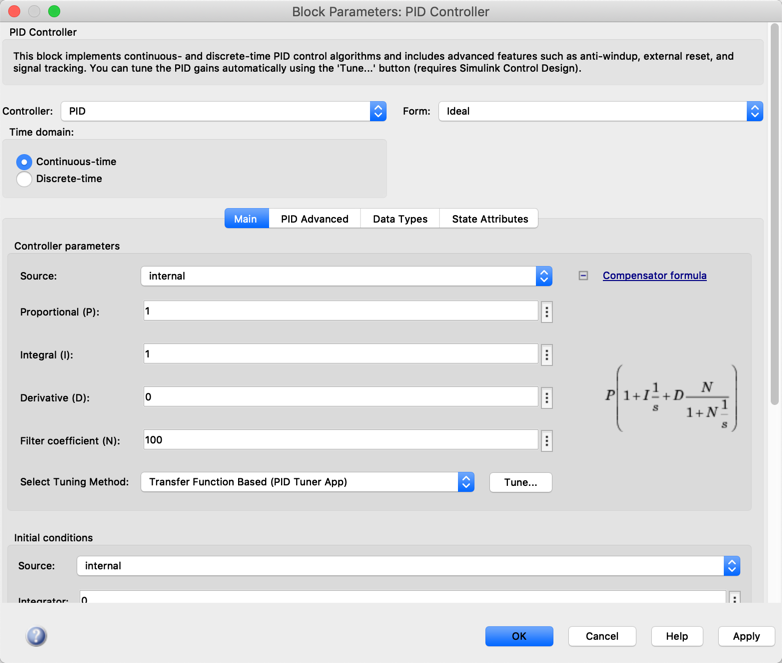 Block Parameters: PID Controller
PID Controller
This block implements continuous- and discrete-time PID control algorithms and includes advanced features such as anti-windup, external reset, and
signal tracking. You can tune the PID gains automatically using the 'Tune...' button (requires Simulink Control Design).
Controller: PID Form: Ideal
Time domain:
Continuous-time
Discrete-time
Main PID Advanced Data Types State Attributes
Controller parameters
Source: internal Compensator formula
Proportional (P): 1
Integral (I): 1
Derivative (D): 0
P(1+I 1/s + D N/(1+N 1/s))
Filter coefficient (N): 100
Select Tuning Method: Transfer Function Based (PID Tuner App) Tune...
Initial conditions
Source: internal
Integrator: 0
? OK Cancel Help Apply